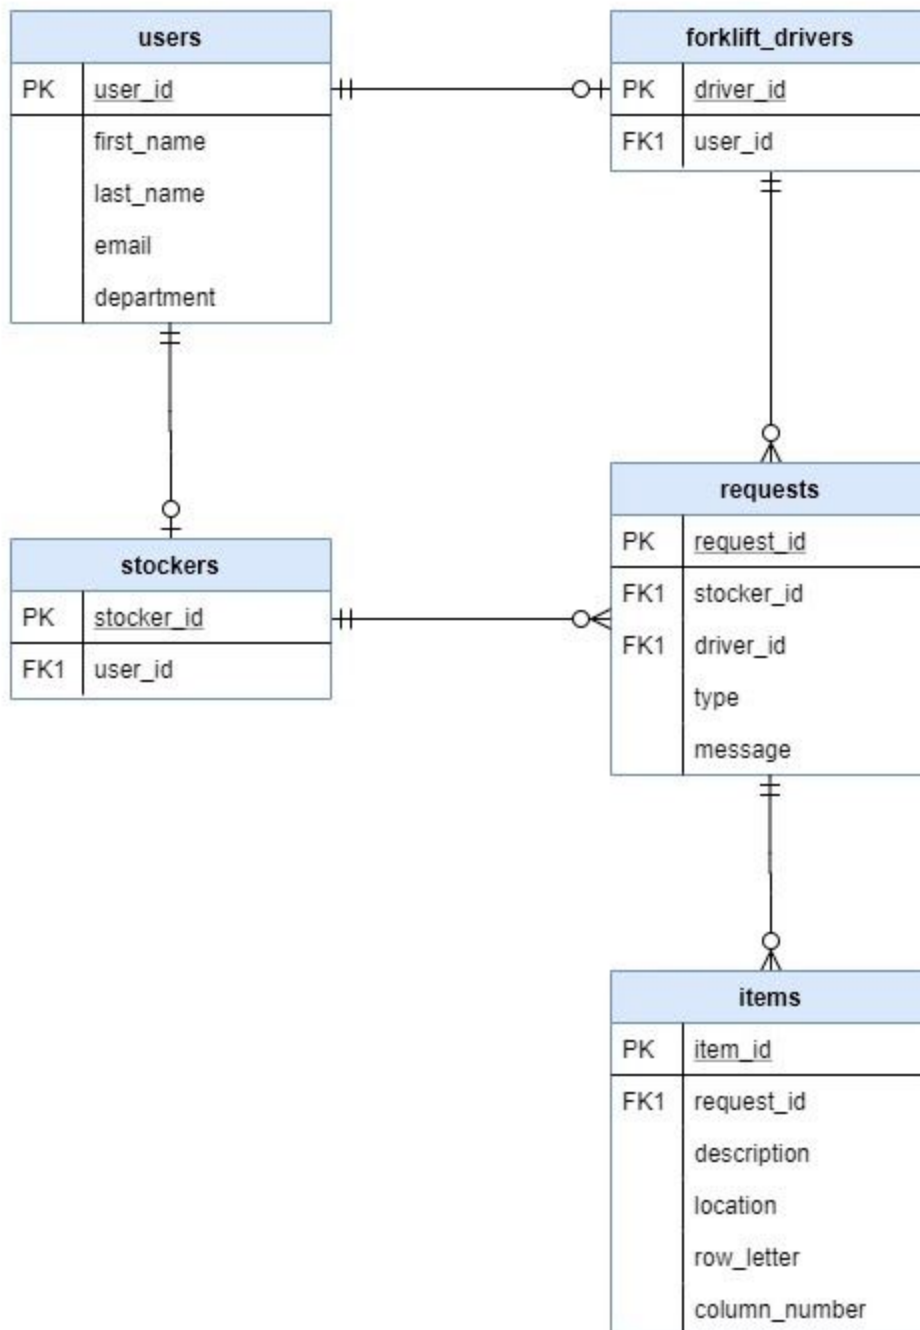 users
PK user_id
first_name
last_name
email
department
forklift_drivers
PK driver_id
FK1 user_id
stockers
PK stocker_id
FK1 user_id
requests
PK request_id
FK1 stocker_id
FK1 driver_id
type
message
items
PK item_id
FK1 request_id
description
location
row_letter
column_number